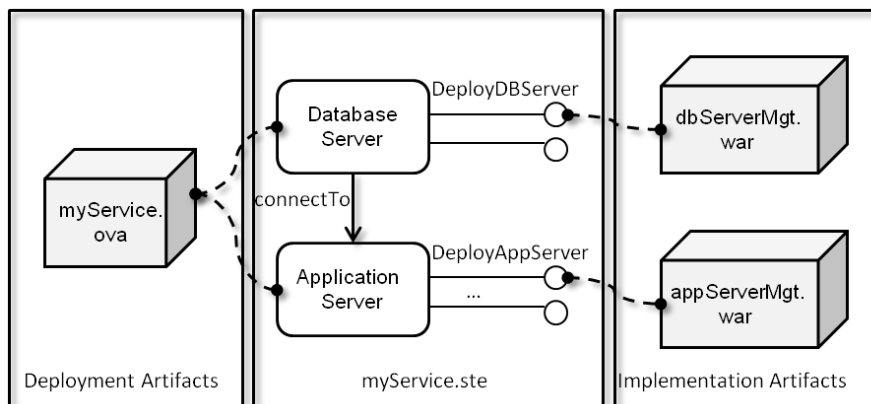 myService.
ova
Deployment Artifacts
Database
Server
DeployDBServer
connectTo
Application
Server
DeployAppServer
...
myService.ste
dbServerMgt.
war
appServerMgt.
war
Implementation Artifacts